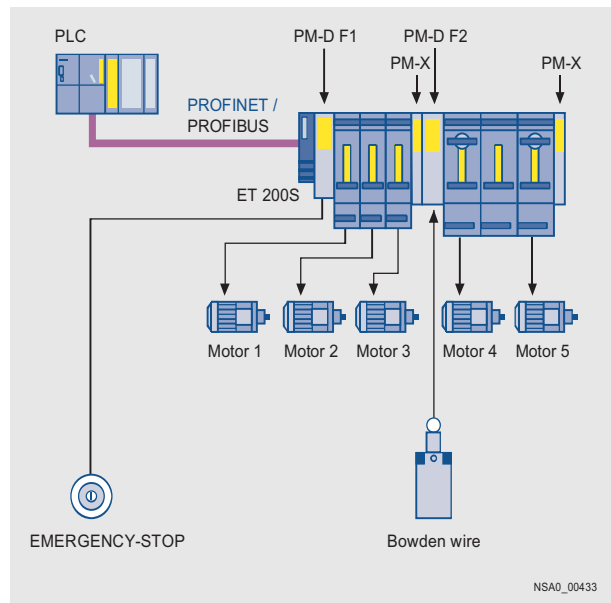 PLC
PM-D F1
PM-D F2
PM-X
PM-X
PROFINET /
PROFIBUS
ET 200S
Motor 1
Motor 2
Motor 3
Motor 4
Motor 5
EMERGENCY-STOP
Bowden wire
NSA0_00433